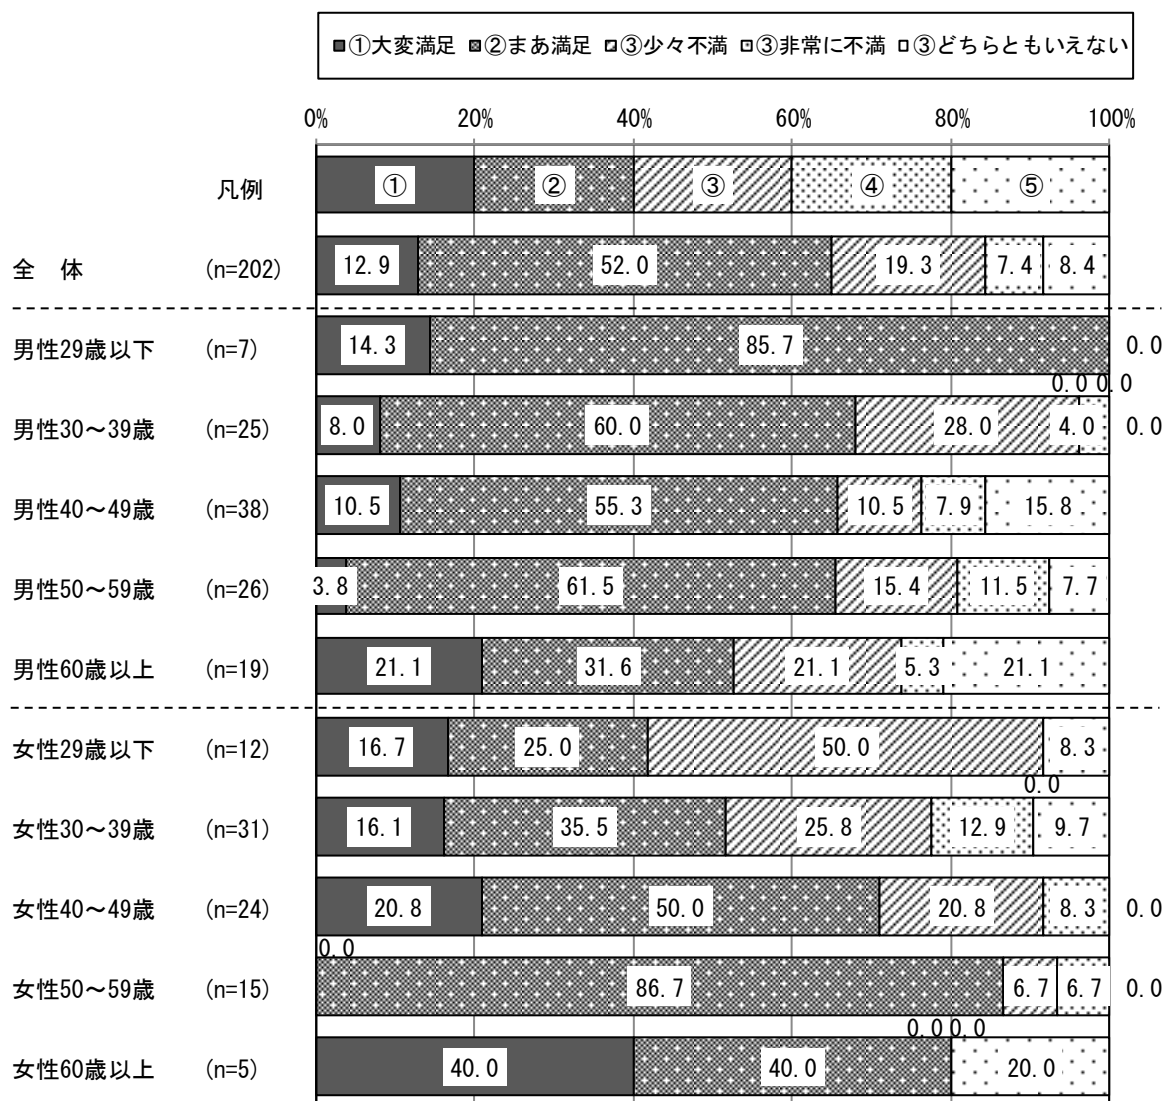 ①大変満足 ②まあ満足 ③少々不満 ③非常に不満 ③どちらともいえない
0% 20% 40% 60% 80% 100%
凡例 ① ② ③ ④ ⑤
全 体 (n=202) 12.9 52.0 19.3 7.4 8.4
男性29歳以下 (n=7) 14.3 85.7 0.0
0.0 0.0
男性30～39歳 (n=25) 8.0 60.0 28.0 4.0 0.0
男性40～49歳 (n=38) 10.5 55.3 10.5 7.9 15.8
男性50～59歳 (n=26) 3.8 61.5 15.4 11.5 7.7
男性60歳以上 (n=19) 21.1 31.6 21.1 5.3 21.1
女性29歳以下 (n=12) 16.7 25.0 50.0 8.3
0.0
女性30～39歳 (n=31) 16.1 35.5 25.8 12.9 9.7
女性40～49歳 (n=24) 20.8 50.0 20.8 8.3 0.0
0.0
女性50～59歳 (n=15) 86.7 6.7 6.7 0.0
0.0 0.0
女性60歳以上 (n=5) 40.0 40.0 20.0